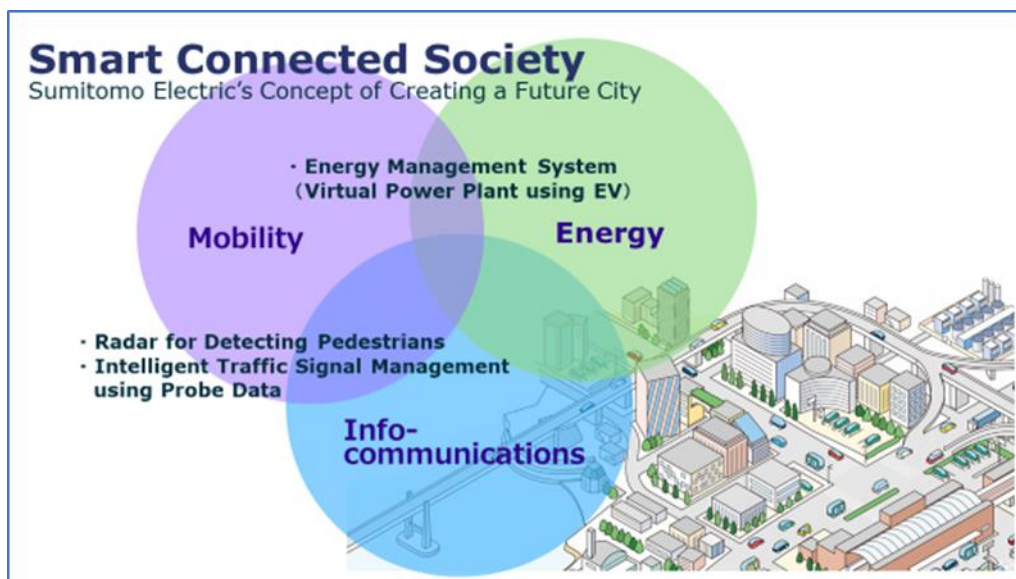 Smart Connected Society
Sumitomo Electric's Concept of Creating a Future City
・Energy Management System
（Virtual Power Plant using EV）
Mobility
Energy
・Radar for Detecting Pedestrians
・Intelligent Traffic Signal Management
using Probe Data
Info-
communications